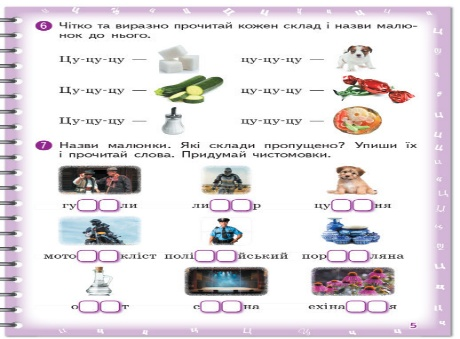 6 Чітко та виразно прочитай кожен склад і назви малю-
нок до нього.
Цу-цу-цу — цу-цу-цу —
Цу-цу-цу — цу-цу-цу —
Цу-цу-цу — цу-цу-цу —
7 Назви малюнки. Які склади пропущено? Упиши їх
і прочитай слова. Придумай чистомовки.
гу ли ли р цу ня
мото кліст полі йський пор ляна
о т с на ехіна я
5